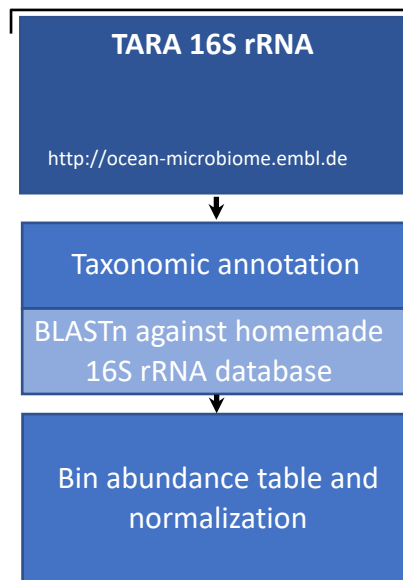 TARA 16S rRNA
http://ocean-microbiome.embl.de
Taxonomic annotation
BLASTn against homemade
16S rRNA database
Bin abundance table and
normalization